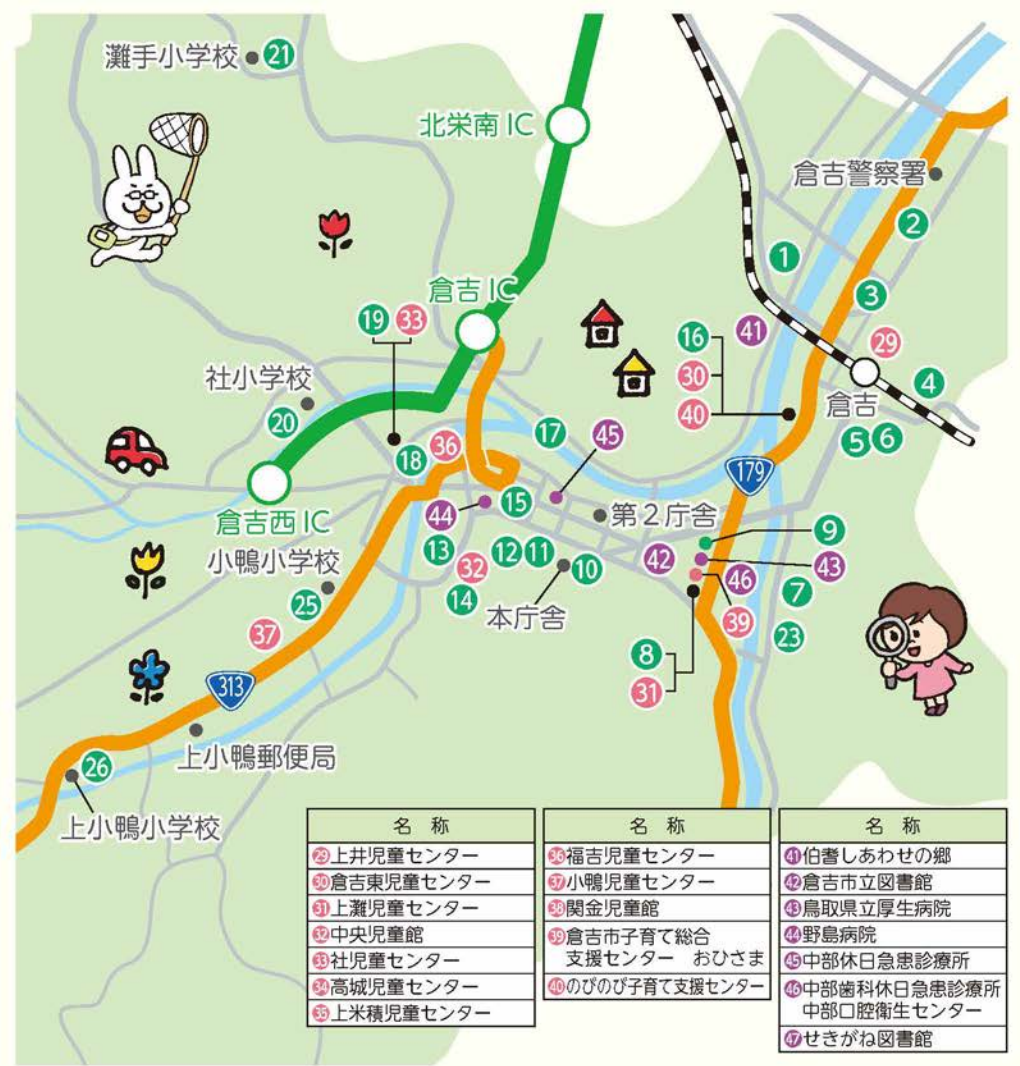 灘手小学校
21
北栄南IC
倉吉警察署
2
1
倉吉IC
3
19 33
16
41
29
30
4
社小学校
40
倉吉
20
17
45
5 6
18
36
179
倉吉西IC
44
15
第2庁舎
9
13
12
11
42
43
小鴨小学校
32
10
46
7
25
14
本庁舎
39
37
23
8
31
313
上小鴨郵便局
26
上小鴨小学校
名称
29上井児童センター
30倉吉東児童センター
31上灘児童センター
32中央児童館
33社児童センター
34高城児童センター
35上米積児童センター
名称
36福吉児童センター
37小鴨児童センター
38関金児童館
39倉吉市子育て総合
支援センター おひさま
40のびのび子育て支援センター
名称
41伯耆しあわせの郷
42倉吉市立図書館
43鳥取県立厚生病院
44野島病院
45中部休日急患診療所
46中部歯科休日急患診療所
中部口腔衛生センター
47せきがね図書館